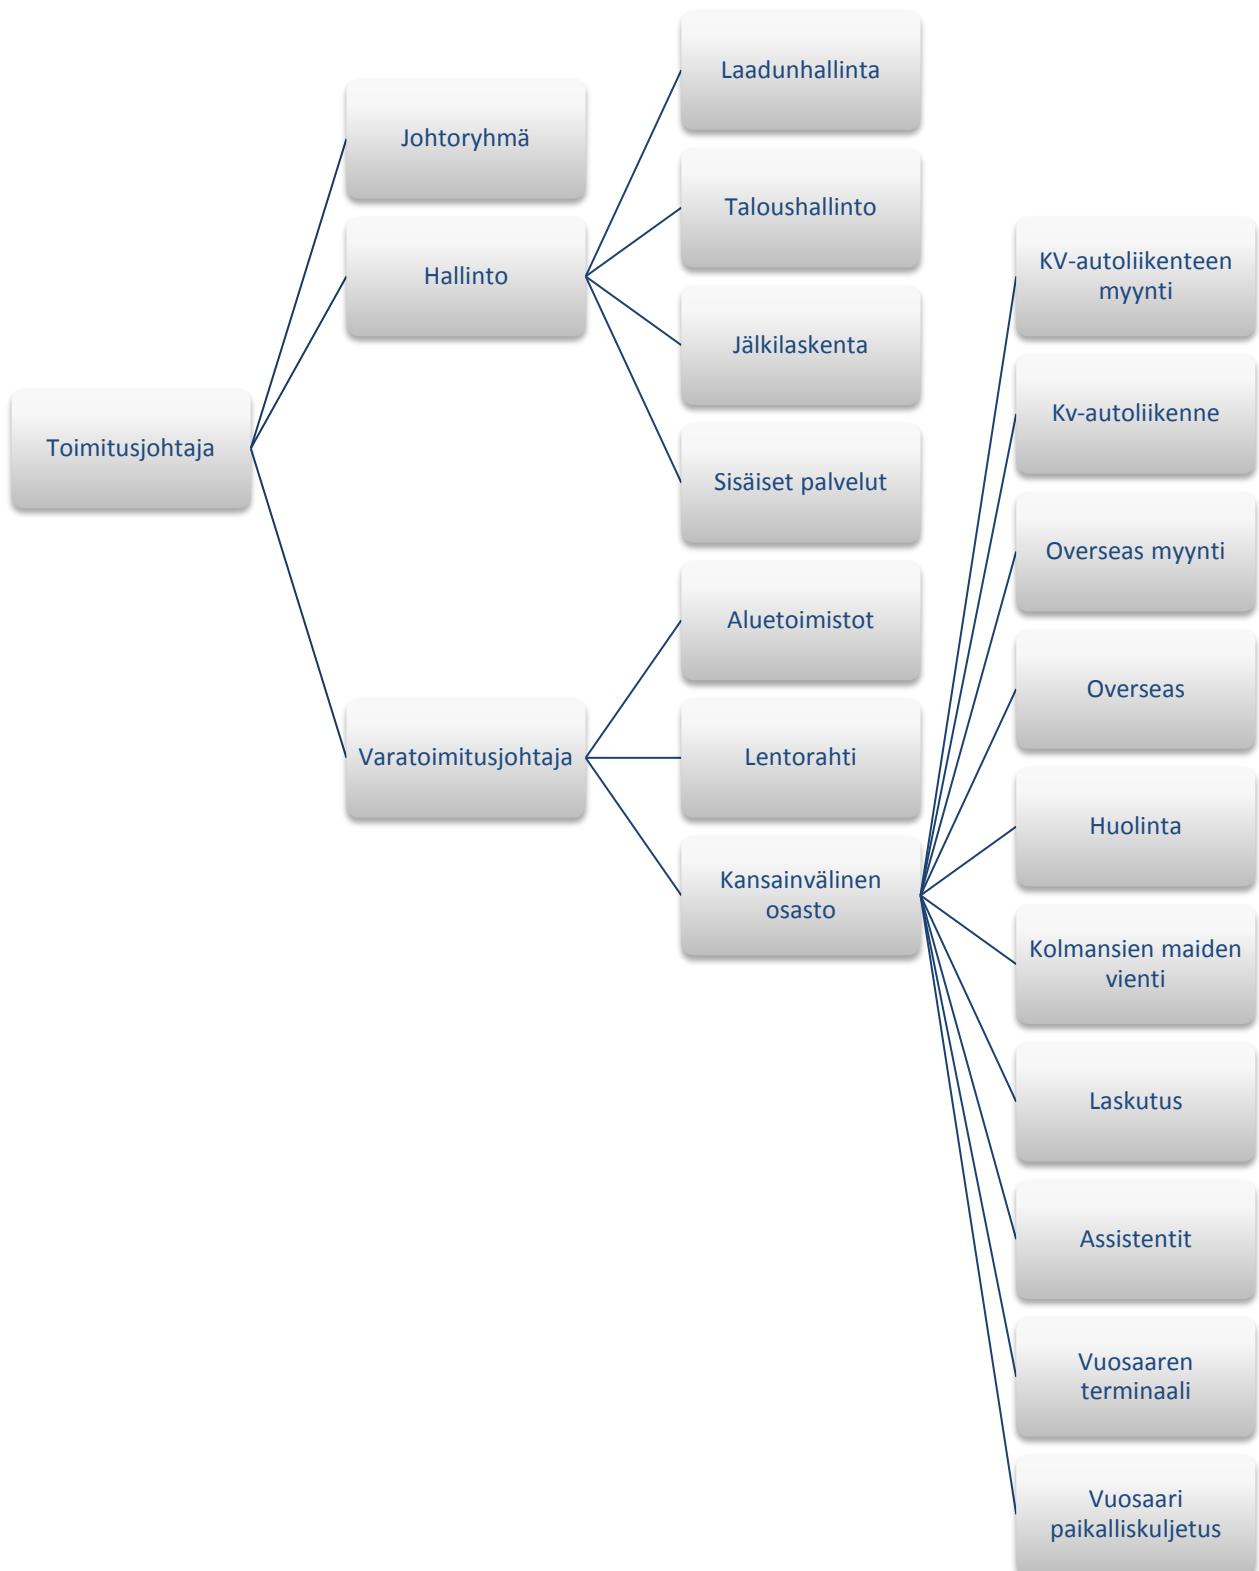 Toimitusjohtaja
Johtoryhmä
Hallinto
Laadunhallinta
Taloushallinto
Jälkilaskenta
Sisäiset palvelut
Varatoimitusjohtaja
Aluetoimistot
Lentorahti
Kansainvälinen
osasto
KV-autoliikenteen
myynti
Kv-autoliikenne
Overseas myynti
Overseas
Huolinta
Kolmansien maiden
vienti
Laskutus
Assistentit
Vuosaaren
terminaali
Vuosaari
paikalliskuljetus